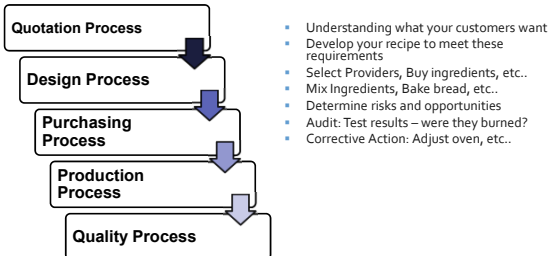 Quotation Process
Design Process
Purchasing
Process
Production
Process
Quality Process
▪ Understanding what your customers want
▪ Develop your recipe to meet these
requirements
▪ Select Providers, Buy ingredients, etc..
▪ Mix Ingredients, Bake bread, etc..
▪ Determine risks and opportunities
▪ Audit: Test results – were they burned?
▪ Corrective Action: Adjust oven, etc..